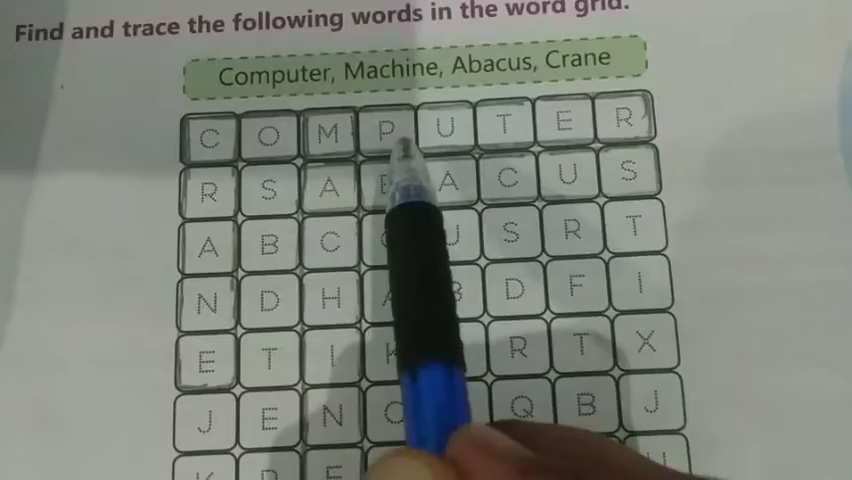 Find and trace the following words in the word grid.
Computer, Machine, Abacus, Crane
C O M P U T E R
R S A B A C U S
A B C U S R T
N D H A B D F I
E T I K R T X
J E N Q B J